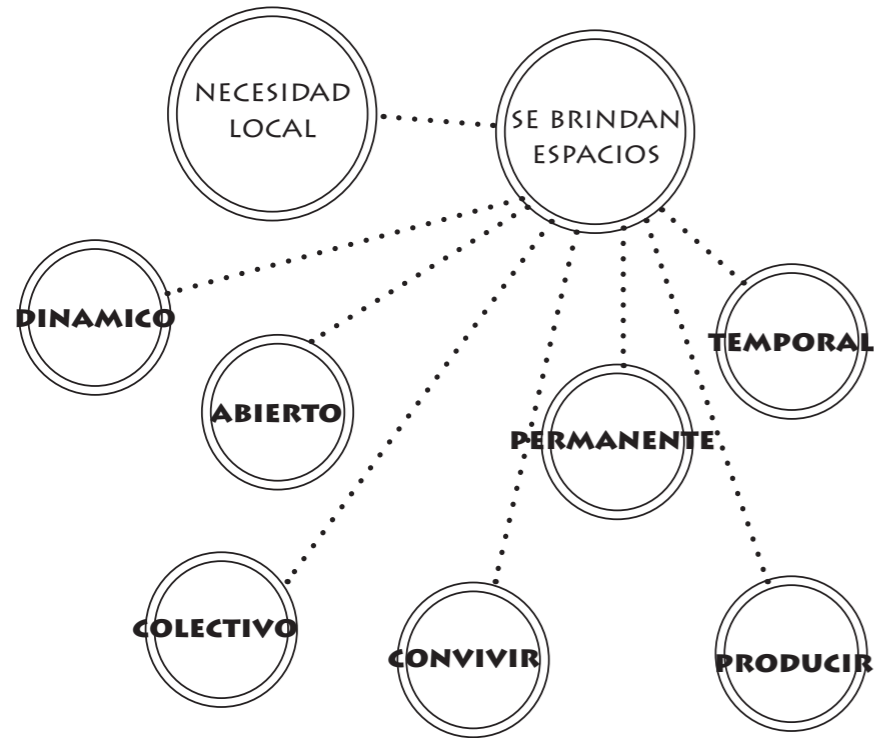 NECESIDAD
LOCAL
SE BRINDAN
ESPACIOS
DINAMICO
TEMPORAL
ABIERTO
PERMANENTE
COLECTIVO
CONVIVIR
PRODUCIR